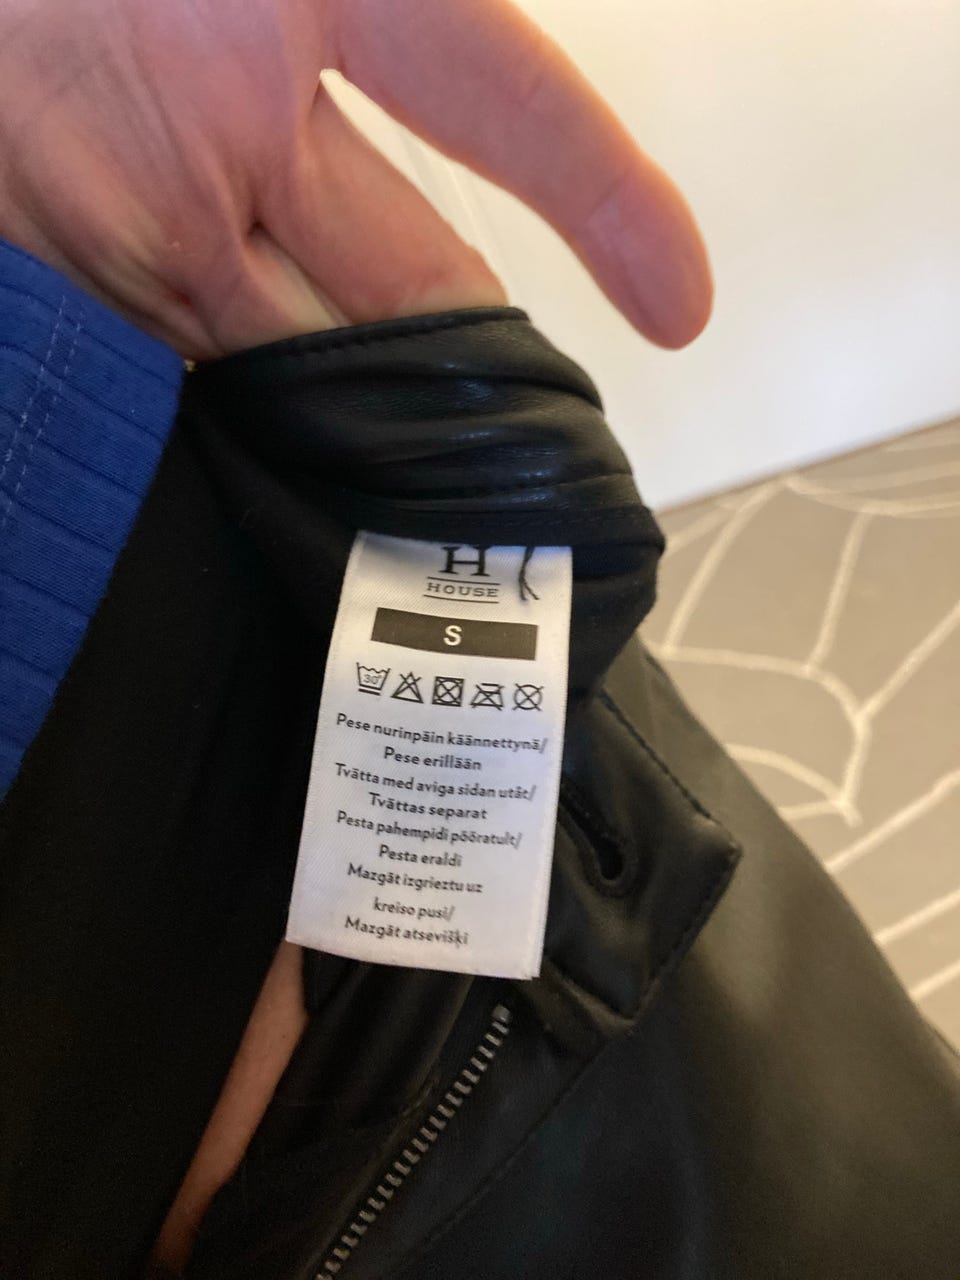 H
HOUSE
S
30
Pese nurinpäin käännettynä/
Pese erillään
Tvätta med aviga sidan utåt/
Tvättas separat
Pesta pahempidi pööratult/
Pesta eraldi
Mazgāt izgrieztu uz
kreiso pusi/
Mazgāt atsevišķi